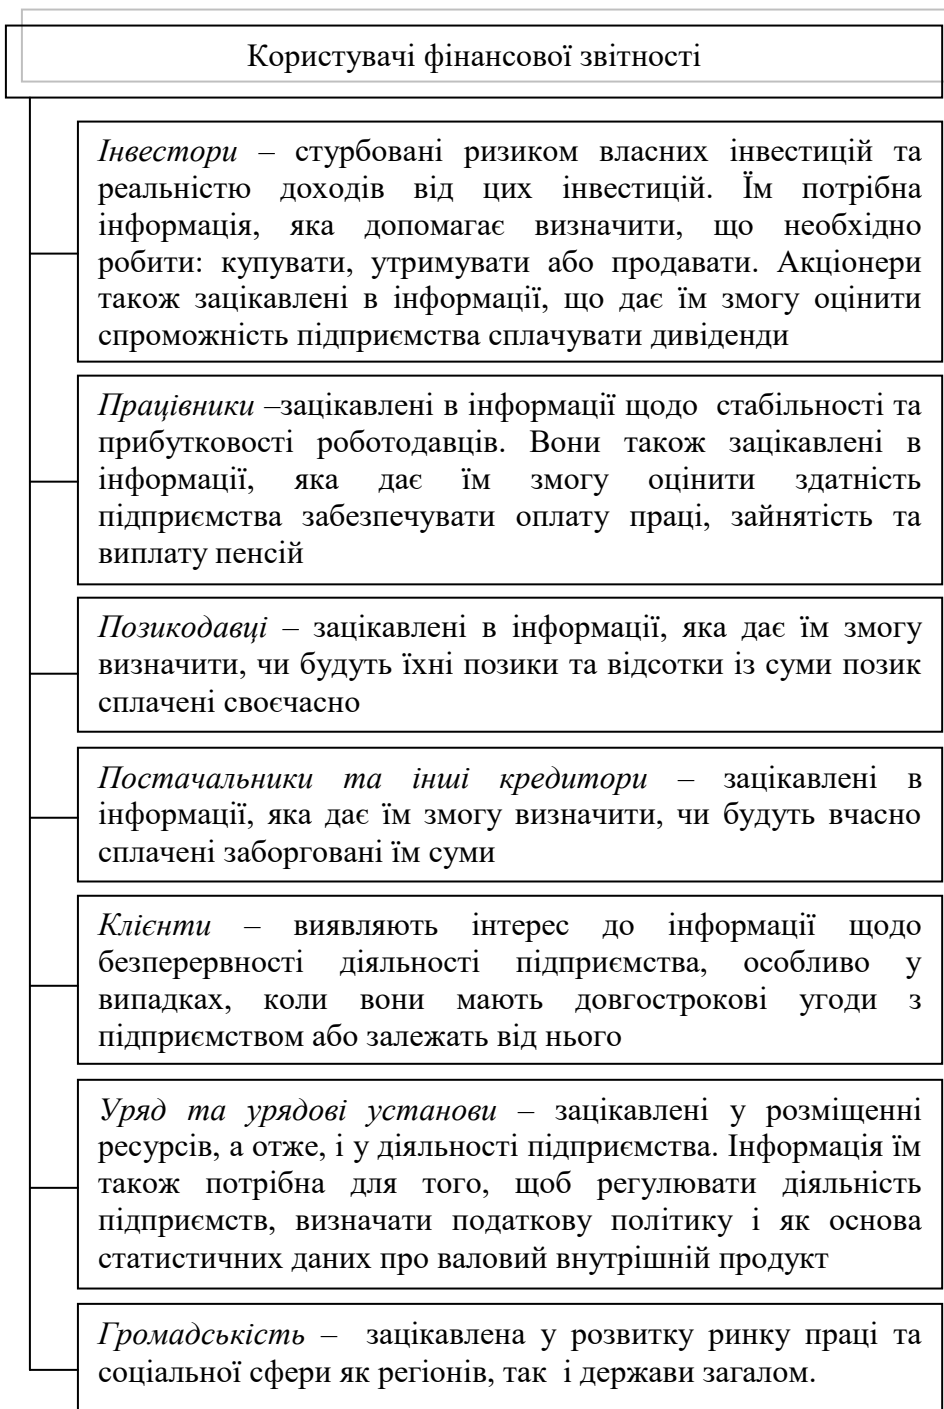 Користувачі фінансової звітності
Інвестори – стурбовані ризиком власних інвестицій та
реальністю доходів від цих інвестицій. Їм потрібна
інформація, яка допомагає визначити, що необхідно
робити: купувати, утримувати або продавати. Акціонери
також зацікавлені в інформації, що дає їм змогу оцінити
спроможність підприємства сплачувати дивіденди
Працівники –зацікавлені в інформації щодо стабільності та
прибутковості роботодавців. Вони також зацікавлені в
інформації, яка дає їм змогу оцінити здатність
підприємства забезпечувати оплату праці, зайнятість та
виплату пенсій
Позикодавці – зацікавлені в інформації, яка дає їм змогу
визначити, чи будуть їхні позики та відсотки із суми позик
сплачені своєчасно
Постачальники та інші кредитори – зацікавлені в
інформації, яка дає їм змогу визначити, чи будуть вчасно
сплачені заборговані їм суми
Клієнти – виявляють інтерес до інформації щодо
безперервності діяльності підприємства, особливо у
випадках, коли вони мають довгострокові угоди з
підприємством або залежать від нього
Уряд та урядові установи – зацікавлені у розміщенні
ресурсів, а отже, і у діяльності підприємства. Інформація їм
також потрібна для того, щоб регулювати діяльність
підприємств, визначати податкову політику і як основа
статистичних даних про валовий внутрішній продукт
Громадськість – зацікавлена у розвитку ринку праці та
соціальної сфери як регіонів, так і держави загалом.